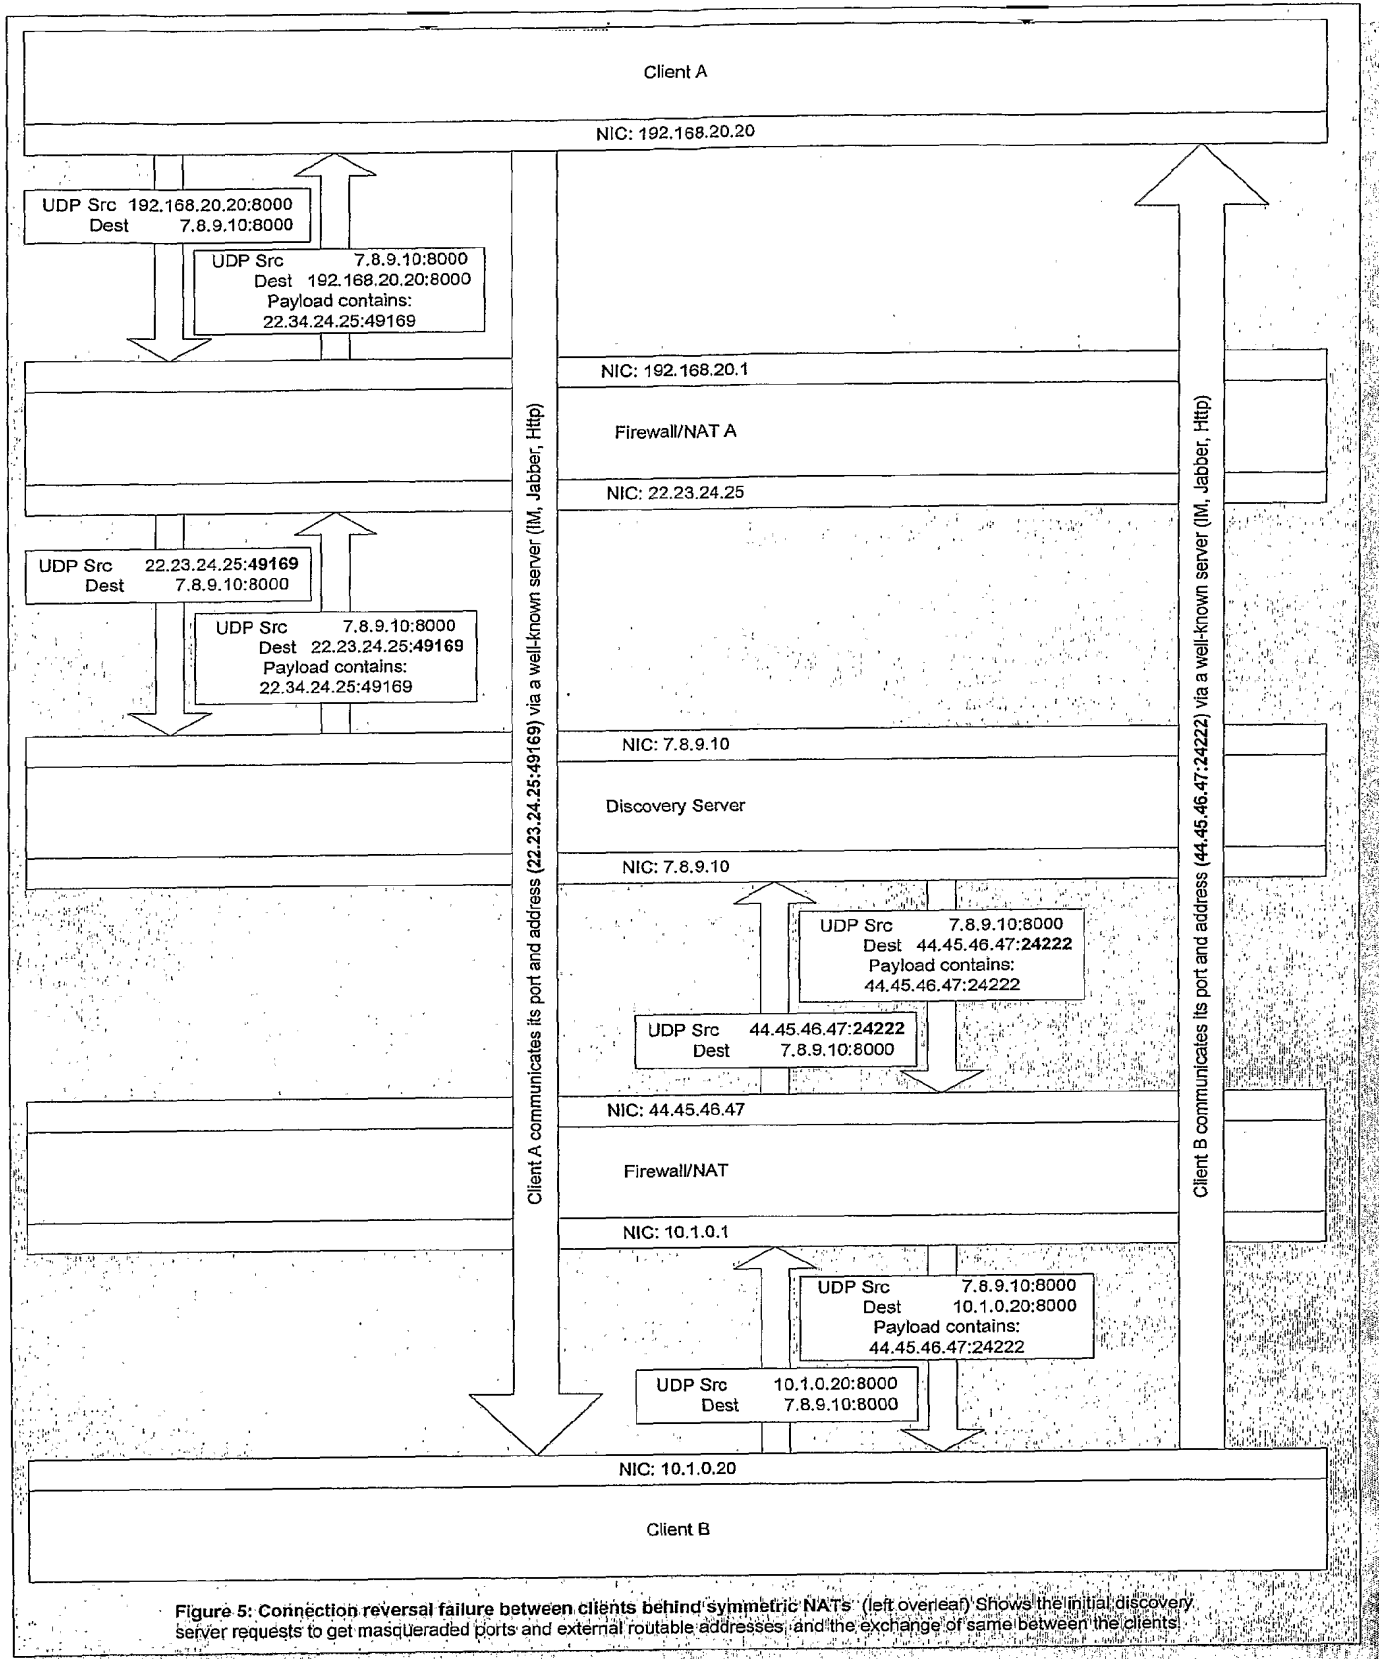 Client A
NIC: 192.168.20.20
UDP Src 192.168.20.20:8000
Dest 7.8.9.10:8000
UDP Src 7.8.9.10:8000
Dest 192.168.20.20:8000
Payload contains:
22.34.24.25:49169
NIC: 192.168.20.1
Firewall/NAT A
NIC: 22.23.24.25
UDP Src 22.23.24.25:49169
Dest 7.8.9.10:8000
UDP Src 7.8.9.10:8000
Dest 22.23.24.25:49169
Payload contains:
22.34.24.25:49169
Client A communicates its port and address (22.23.24.25:49169) via a well-known server (IM, Jabber, Http)
Client B communicates its port and address (44.45.46.47:24222) via a well-known server (IM, Jabber, Http)
NIC: 7.8.9.10
Discovery Server
NIC: 7.8.9.10
UDP Src 7.8.9.10:8000
Dest 44.45.46.47:24222
Payload contains:
44.45.46.47:24222
UDP Src 44.45.46.47:24222
Dest 7.8.9.10:8000
NIC: 44.45.46.47
Firewall/NAT
NIC: 10.1.0.1
UDP Src 7.8.9.10:8000
Dest 10.1.0.20:8000
Payload contains:
44.45.46.47:24222
UDP Src 10.1.0.20:8000
Dest 7.8.9.10:8000
NIC: 10.1.0.20
Client B
Figure 5: Connection reversal failure between clients behind symmetric NATs (left overleaf) Shows the initial discovery
server requests to get masqueraded ports and external routable addresses, and the exchange of same between the clients.